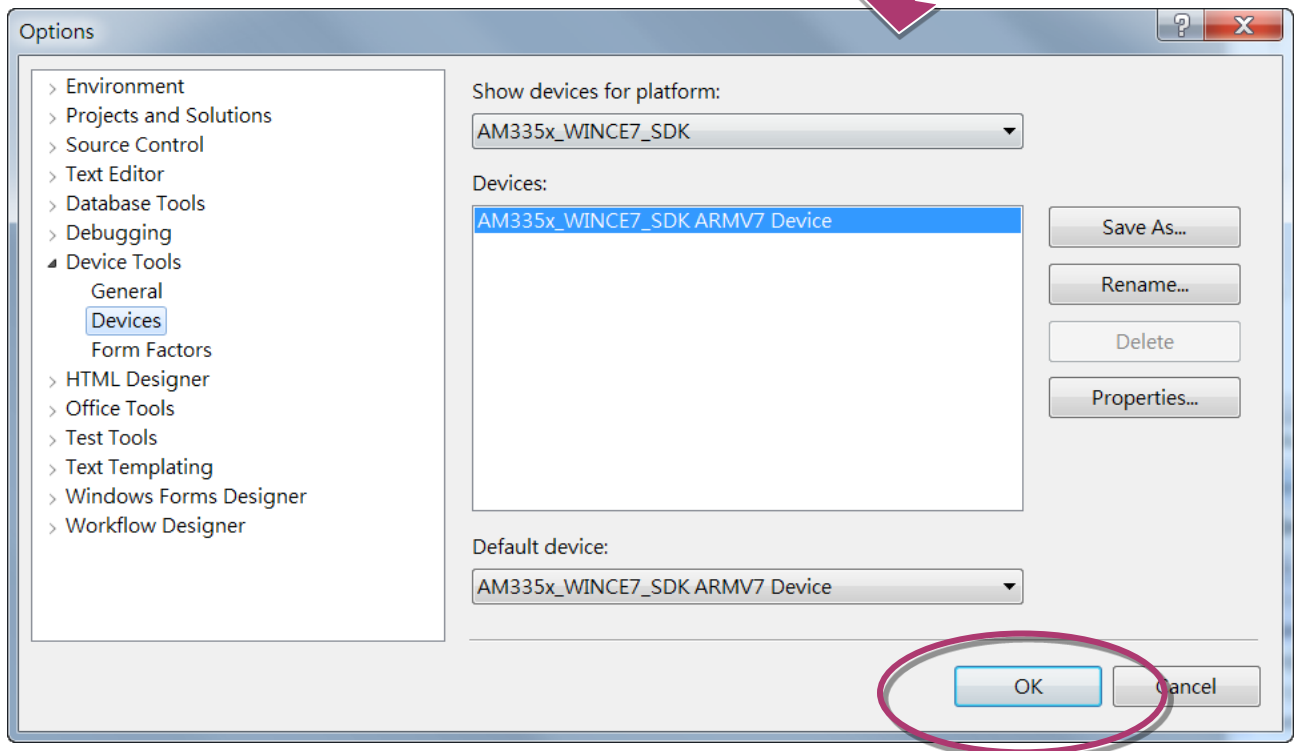 Options
Environment
Projects and Solutions
Source Control
Text Editor
Database Tools
Debugging
Device Tools
General
Devices
Form Factors
HTML Designer
Office Tools
Test Tools
Text Templating
Windows Forms Designer
Workflow Designer
Show devices for platform:
AM335x_WINCE7_SDK
Devices:
AM335x_WINCE7_SDK ARMV7 Device
Save As...
Rename...
Delete
Properties...
Default device:
AM335x_WINCE7_SDK ARMV7 Device
OK
Cancel